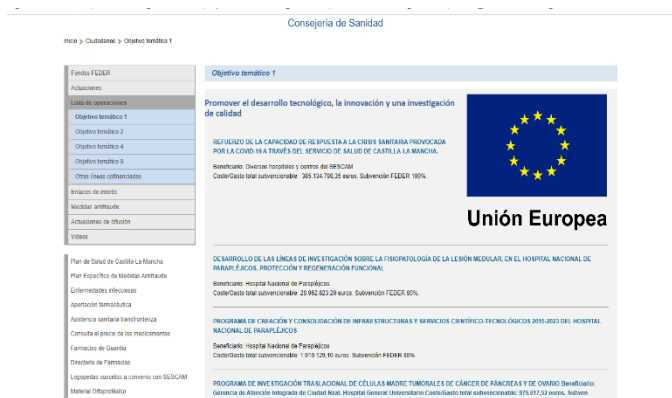 Consejería de Sanidad
Inicio > Ciudadanos > Objetivo temático 1
Fondos FEDER
Actuaciones
Lista de operaciones
Objetivo temático 1
Objetivo temático 2
Objetivo temático 4
Objetivo temático 9
Otras líneas cofinanciadas
Enlaces de interés
Medidas antifraude
Actuaciones de difusión
Vídeos
Plan de Salud de Castilla-La Mancha
Plan Específico de Medidas Antifraude
Enfermedades infecciosas
Aportación farmacéutica
Asistencia sanitaria transfronteriza
Consulta el precio de los medicamentos
Farmacias de Guardia
Directorio de Farmacias
Logopedas suscritos a convenio con SESCAM
Material Ortoprotésico
Objetivo temático 1
Promover el desarrollo tecnológico, la innovación y una investigación
de calidad
REFUERZO DE LA CAPACIDAD DE RESPUESTA A LA CRISIS SANITARIA PROVOCADA
POR LA COVID-19 A TRAVÉS DEL SERVICIO DE SALUD DE CASTILLA-LA MANCHA.
Beneficiario: Diversos hospitales y centros del SESCAM
Coste/Gasto total subvencionable: 385.134.798,35 euros. Subvención FEDER 100%.
Unión Europea
DESARROLLO DE LAS LÍNEAS DE INVESTIGACIÓN SOBRE LA FISIOPATOLOGÍA DE LA LESIÓN MEDULAR, EN EL HOSPITAL NACIONAL DE
PARAPLÉJICOS. PROTECCIÓN Y REGENERACIÓN FUNCIONAL
Beneficiario: Hospital Nacional de Parapléjicos
Coste/Gasto total subvencionable: 20.962.823,20 euros. Subvención FEDER 80%.
PROGRAMA DE CREACIÓN Y CONSOLIDACIÓN DE INFRAESTRUCTURAS Y SERVICIOS CIENTÍFICO-TECNOLÓGICOS 2015-2023 DEL HOSPITAL
NACIONAL DE PARAPLÉJICOS
Beneficiario: Hospital Nacional de Parapléjicos
Coste/Gasto total subvencionable: 1.919.129,10 euros. Subvención FEDER 80%.
PROGRAMA DE INVESTIGACIÓN TRASLACIONAL DE CÉLULAS MADRE TUMORALES DE CÁNCER DE PÁNCREAS Y DE OVARIO Beneficiario:
Gerencia de Atención Integrada de Ciudad Real. Hospital General Universitario Coste/Gasto total subvencionable: 975.017,52 euros. Subven